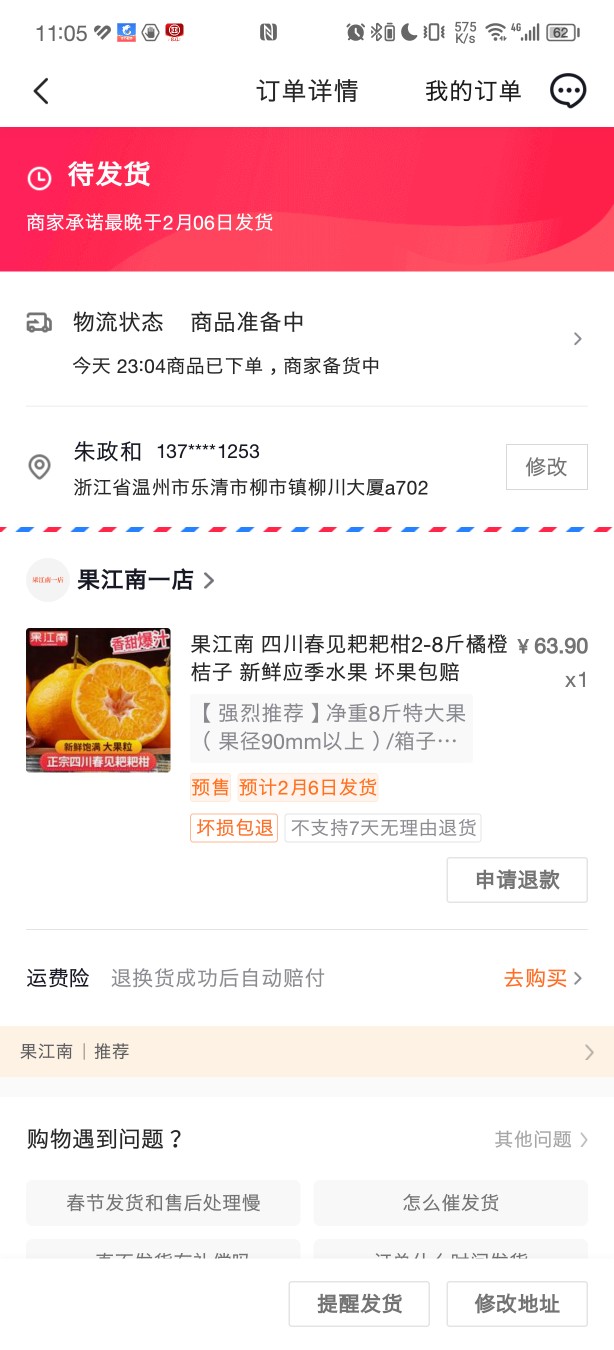 11:05
575 K/s
4G
62
订单详情
我的订单
待发货
商家承诺最晚于2月06日发货
物流状态 商品准备中
今天 23:04商品已下单，商家备货中
朱政和 137****1253
修改
浙江省温州市乐清市柳市镇柳川大厦a702
果江南一店
果江南一店
果江南
香甜爆汁
新鲜饱满 大果粒
正宗四川春见耙耙柑
果江南 四川春见耙耙柑2-8斤橘橙 ¥63.90
桔子 新鲜应季水果 坏果包赔 x1
【强烈推荐】净重8斤特大果
（果径90mm以上）/箱子…
预售 预计2月6日发货
坏损包退 不支持7天无理由退货
申请退款
运费险 退换货成功后自动赔付 去购买
果江南｜推荐
购物遇到问题？ 其他问题
春节发货和售后处理慢 怎么催发货
提醒发货 修改地址